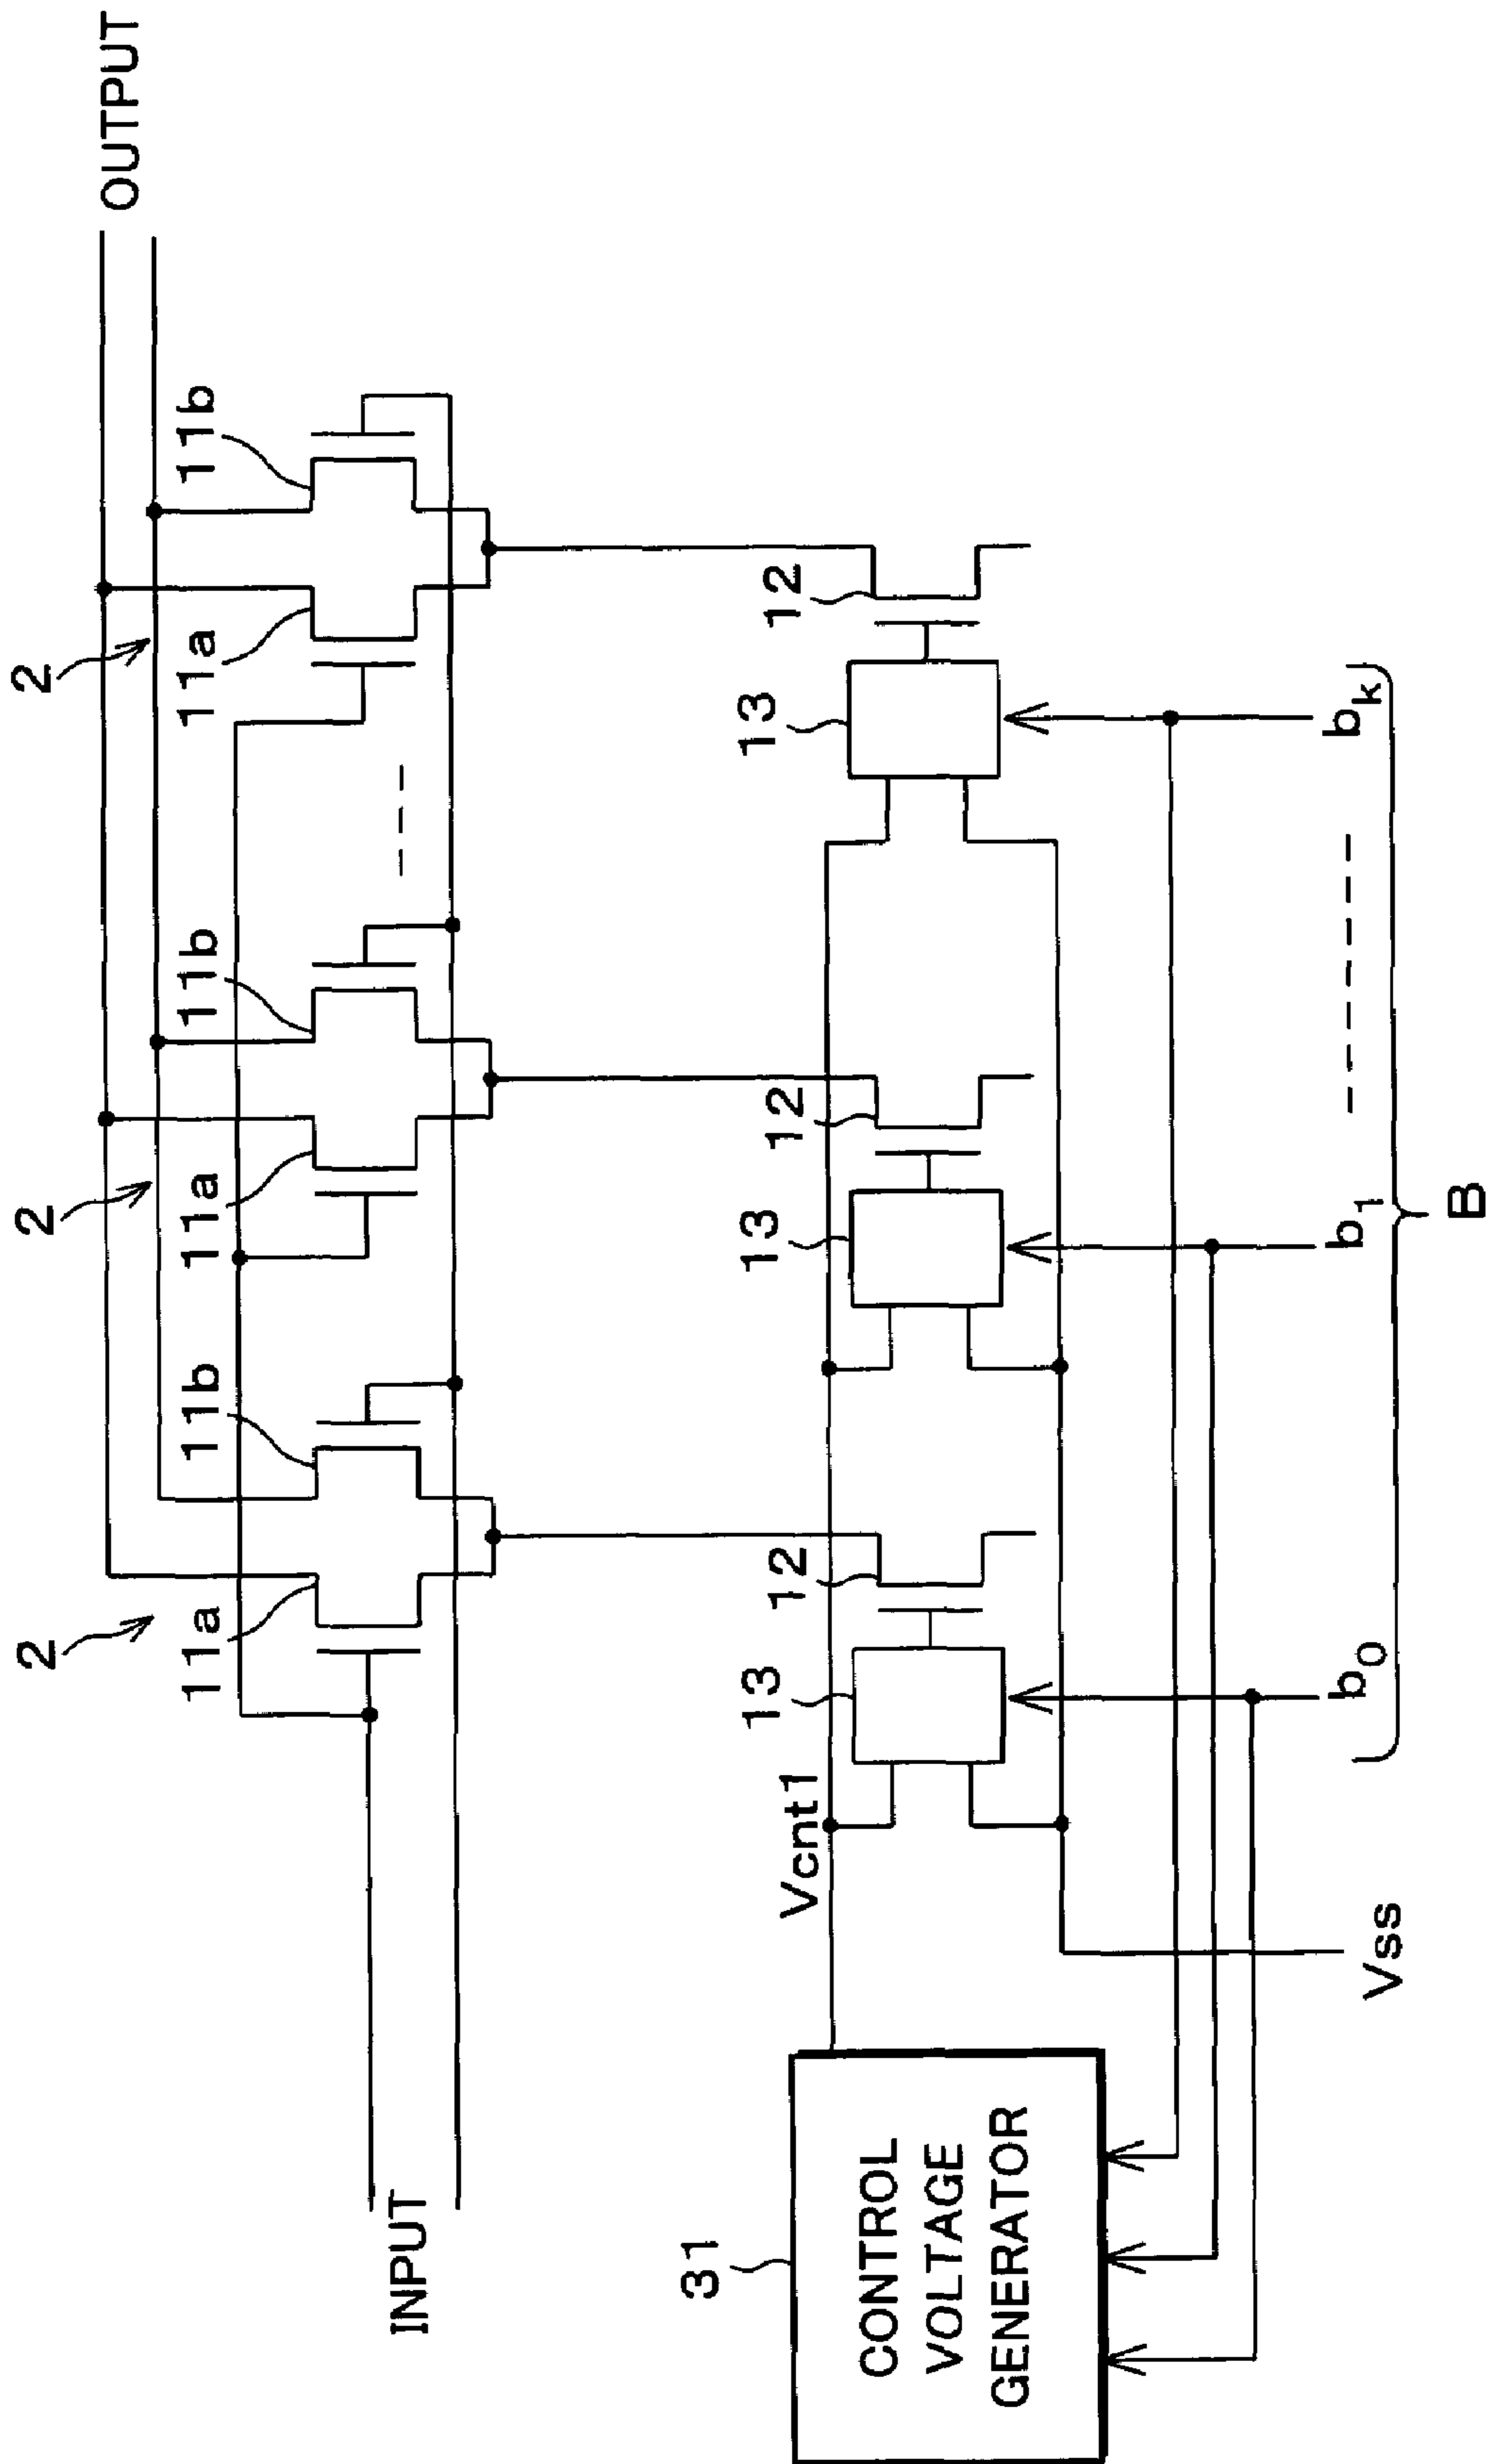 OUTPUT
2
2
2
11a
11b
11a
11b
11a
11b
INPUT
12
12
12
13
13
13
Vcnt1
31
CONTROL
VOLTAGE
GENERATOR
Vss
b0
b1
bk
B